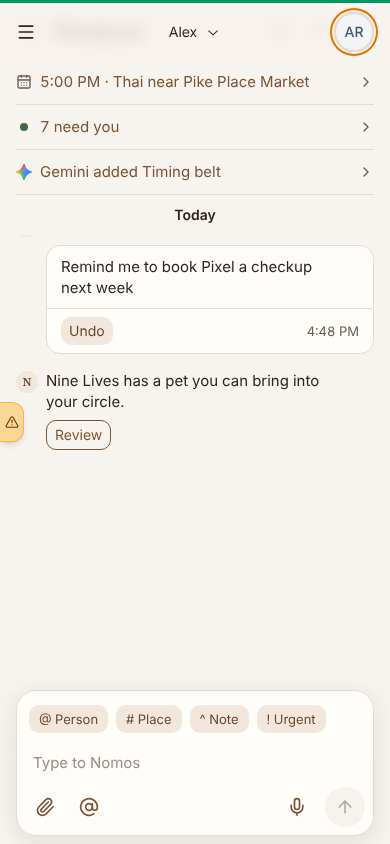 Alex
AR
5:00 PM · Thai near Pike Place Market
7 need you
Gemini added Timing belt
Today
Remind me to book Pixel a checkup
next week
Undo
4:48 PM
N
Nine Lives has a pet you can bring into
your circle.
Review
@ Person
# Place
^ Note
! Urgent
Type to Nomos